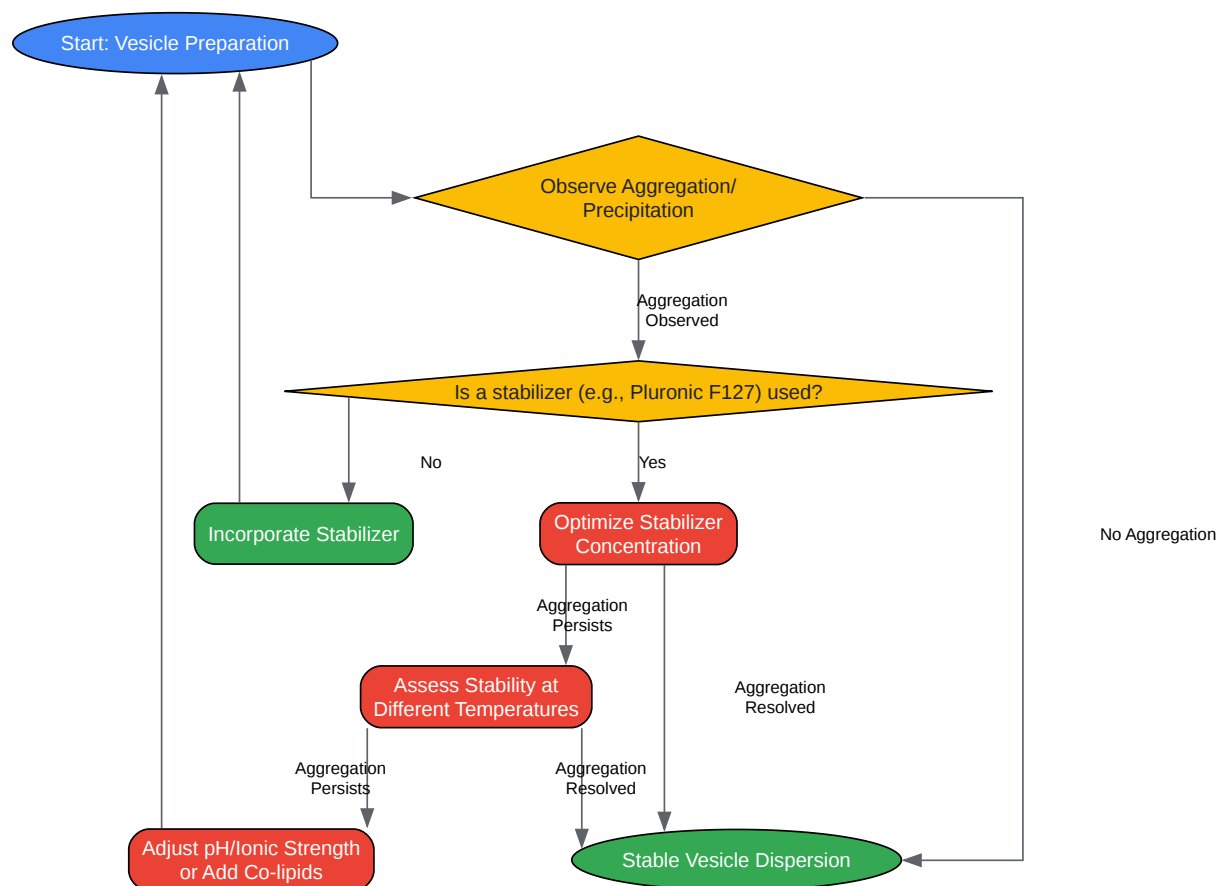 Start: Vesicle Preparation
Observe Aggregation/
Precipitation
Aggregation
Observed
Is a stabilizer (e.g., Pluronic F127) used?
No
Yes
Incorporate Stabilizer
Optimize Stabilizer
Concentration
No Aggregation
Aggregation
Persists
Assess Stability at
Different Temperatures
Aggregation
Resolved
Aggregation
Persists
Aggregation
Resolved
Adjust pH/Ionic Strength
or Add Co-lipids
Stable Vesicle Dispersion